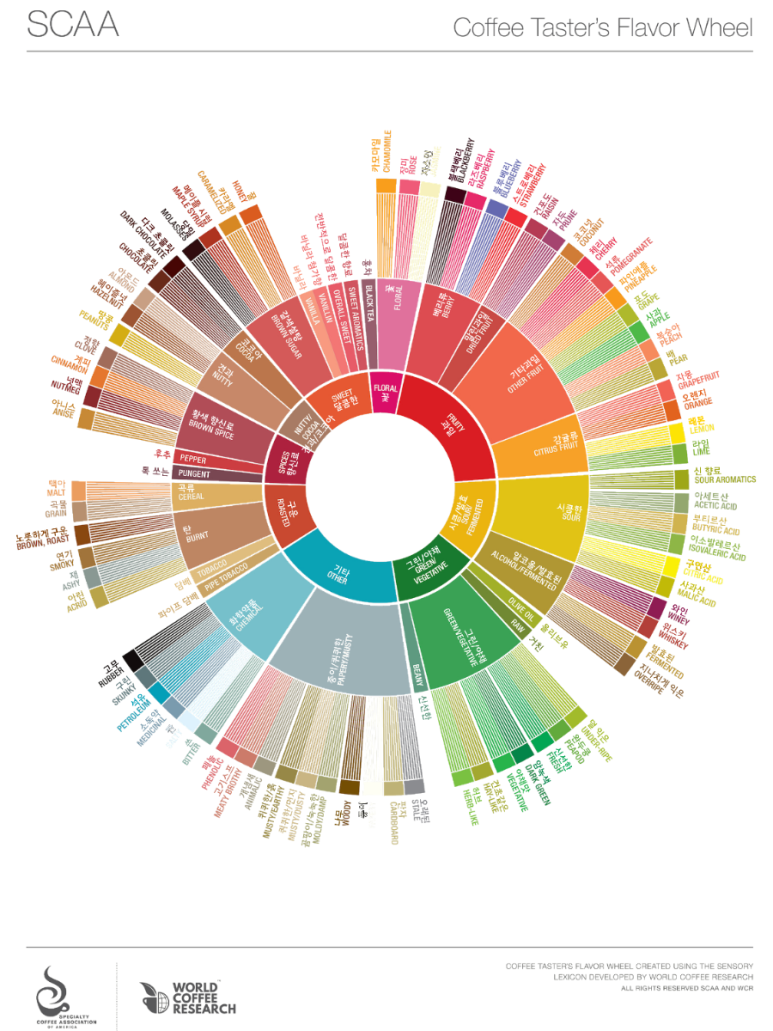 SCAA
Coffee Taster's Flavor Wheel
FLORAL
꽃
FRUITY
과일
시큼/발효
SOUR/
FERMENTED
그린/야채
GREEN/
VEGETATIVE
기타
OTHER
구운
ROASTED
SPICES
향신료
NUTTY/
COCOA
견과/코코아
SWEET
달콤한
홍차
BLACK TEA
꽃
FLORAL
카모마일
CHAMOMILE
장미
ROSE
베리류
BERRY
블랙베리
BLACKBERRY
라즈베리
RASPBERRY
블루베리
BLUEBERRY
스트로베리
STRAWBERRY
말린과일
DRIED FRUIT
건포도
RAISIN
자두
PRUNE
기타과일
OTHER FRUIT
코코넛
COCONUT
체리
CHERRY
석류
POMEGRANATE
파인애플
PINEAPPLE
포도
GRAPE
사과
APPLE
복숭아
PEACH
배
PEAR
감귤류
CITRUS FRUIT
자몽
GRAPEFRUIT
오렌지
ORANGE
레몬
LEMON
라임
LIME
시큼한
SOUR
신 향료
SOUR AROMATICS
아세트산
ACETIC ACID
부티르산
BUTYRIC ACID
이소발레르산
ISOVALERIC ACID
구연산
CITRIC ACID
사과산
MALIC ACID
알코올/발효된
ALCOHOL/FERMENTED
와인
WINEY
위스키
WHISKEY
발효된
FERMENTED
지나치게 익은
OVERRIPE
OLIVE OIL
올리브유
RAW
거친
그린/야채
GREEN/VEGETATIVE
덜 익은
UNDER-RIPE
완두콩
PEAPOD
신선한
FRESH
암녹색
DARK GREEN
야채맛
VEGETATIVE
건초같은
HAY-LIKE
허브
HERB-LIKE
BEANY
신선한
종이/퀴퀴한
PAPERY/MUSTY
오래된
STALE
판자
CARDBOARD
나무
WOODY
곰팡이/눅눅한
MOLDY/DAMP
퀴퀴한/먼지
MUSTY/DUSTY
퀴퀴한/흙
MUSTY/EARTHY
ANIMALIC
고기스프
MEATY BROTHY
페놀
PHENOLIC
화학약품
CHEMICAL
쓴
BITTER
소독약
MEDICINAL
석유
PETROLEUM
구린
SKUNKY
고무
RUBBER
파이프 담배
PIPE TOBACCO
담배
TOBACCO
탄
BURNT
아린
ACRID
재
ASHY
연기
SMOKY
노릇하게 구운
BROWN, ROAST
곡류
CEREAL
곡물
GRAIN
맥아
MALT
톡 쏘는
PUNGENT
후추
PEPPER
황색 향신료
BROWN SPICE
아니스
ANISE
넛맥
NUTMEG
계피
CINNAMON
정향
CLOVE
견과
NUTTY
땅콩
PEANUTS
헤이즐넛
HAZELNUT
아몬드
ALMOND
코코아
COCOA
초콜릿
CHOCOLATE
다크 초콜릿
DARK CHOCOLATE
갈색설탕
BROWN SUGAR
당밀
MOLASSES
메이플 시럽
MAPLE SYRUP
카라멜
CARAMELIZED
꿀
HONEY
바닐라
VANILLA
바닐라 첨가향
VANILLIN
전반적으로 달콤한
OVERALL SWEET
달콤한 향료
SWEET AROMATICS
SPECIALTY
COFFEE ASSOCIATION
OF AMERICA
WORLD
COFFEE
RESEARCH
COFFEE TASTER'S FLAVOR WHEEL CREATED USING THE SENSORY
LEXICON DEVELOPED BY WORLD COFFEE RESEARCH
ALL RIGHTS RESERVED SCAA AND WCR